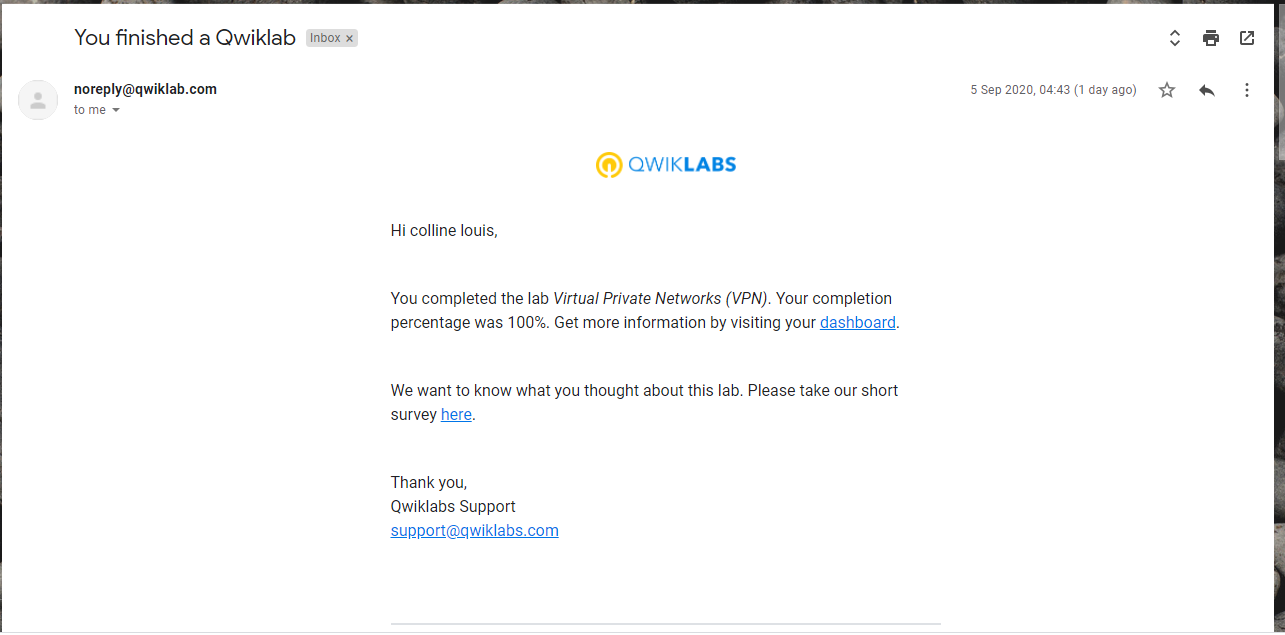 You finished a Qwiklab Inbox ×
noreply@qwiklab.com
5 Sep 2020, 04:43 (1 day ago)
to me
QWIKLABS
Hi colline louis,
You completed the lab Virtual Private Networks (VPN). Your completion
percentage was 100%. Get more information by visiting your dashboard.
We want to know what you thought about this lab. Please take our short
survey here.
Thank you,
Qwiklabs Support
support@qwiklabs.com